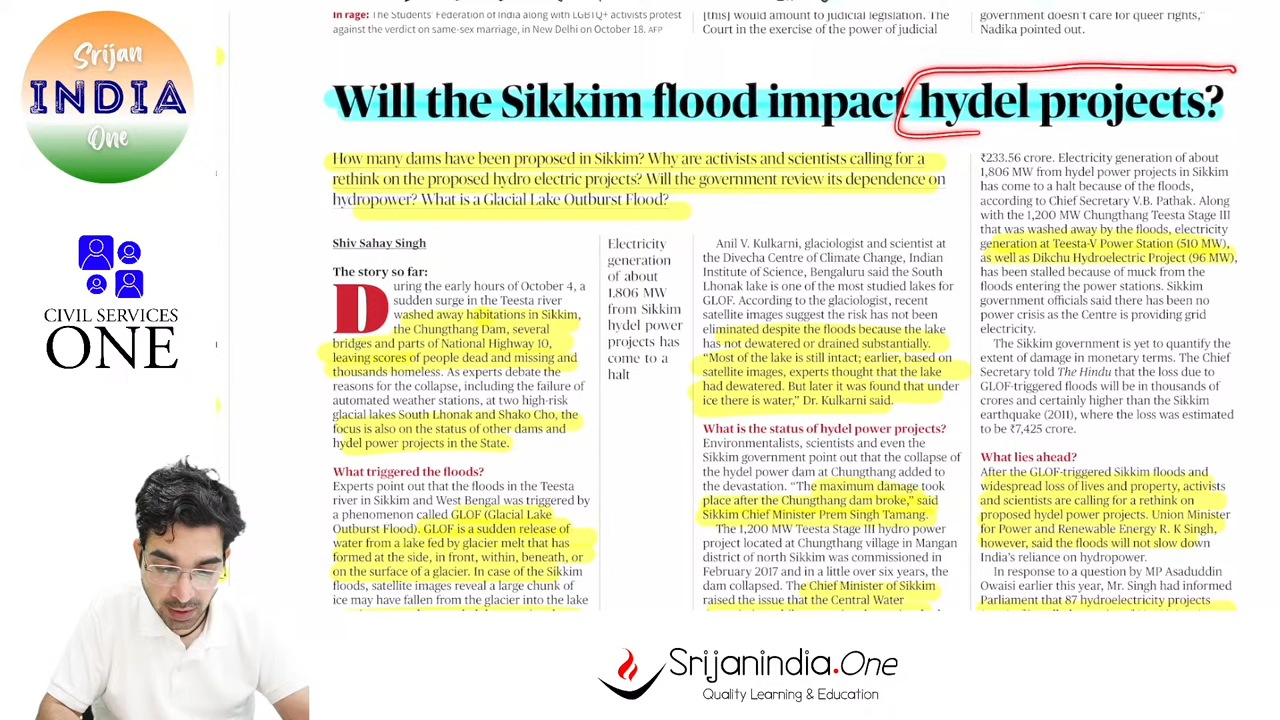 Srijan
INDIA
One
CIVIL SERVICES
ONE
In rage: The Students' Federation of India along with LGBTQ+ activists protest
against the verdict on same-sex marriage, in New Delhi on October 18. AFP
[this] would amount to judicial legislation. The
Court in the exercise of the power of judicial
government doesn't care for queer rights,"
Nadika pointed out.
Will the Sikkim flood impact hydel projects?
How many dams have been proposed in Sikkim? Why are activists and scientists calling for a
rethink on the proposed hydro electric projects? Will the government review its dependence on
hydropower? What is a Glacial Lake Outburst Flood?
Shiv Sahay Singh
The story so far:
During the early hours of October 4, a
sudden surge in the Teesta river
washed away habitations in Sikkim,
the Chungthang Dam, several
bridges and parts of National Highway 10,
leaving scores of people dead and missing and
thousands homeless. As experts debate the
reasons for the collapse, including the failure of
automated weather stations, at two high-risk
glacial lakes South Lhonak and Shako Cho, the
focus is also on the status of other dams and
hydel power projects in the State.
What triggered the floods?
Experts point out that the floods in the Teesta
river in Sikkim and West Bengal was triggered by
a phenomenon called GLOF (Glacial Lake
Outburst Flood). GLOF is a sudden release of
water from a lake fed by glacier melt that has
formed at the side, in front, within, beneath, or
on the surface of a glacier. In case of the Sikkim
floods, satellite images reveal a large chunk of
ice may have fallen from the glacier into the lake
Electricity
generation
of about
1,806 MW
from Sikkim
hydel power
projects has
come to a
halt
Anil V. Kulkarni, glaciologist and scientist at
the Divecha Centre of Climate Change, Indian
Institute of Science, Bengaluru said the South
Lhonak lake is one of the most studied lakes for
GLOF. According to the glaciologist, recent
satellite images suggest the risk has not been
eliminated despite the floods because the lake
has not dewatered or drained substantially.
"Most of the lake is still intact; earlier, based on
satellite images, experts thought that the lake
had dewatered. But later it was found that under
ice there is water," Dr. Kulkarni said.
What is the status of hydel power projects?
Environmentalists, scientists and even the
Sikkim government point out that the collapse of
the hydel power dam at Chungthang added to
the devastation. "The maximum damage took
place after the Chungthang dam broke," said
Sikkim Chief Minister Prem Singh Tamang.
The 1,200 MW Teesta Stage III hydro power
project located at Chungthang village in Mangan
district of north Sikkim was commissioned in
February 2017 and in a little over six years, the
dam collapsed. The Chief Minister of Sikkim
raised the issue that the Central Water
₹233.56 crore. Electricity generation of about
1,806 MW from hydel power projects in Sikkim
has come to a halt because of the floods,
according to Chief Secretary V.B. Pathak. Along
with the 1,200 MW Chungthang Teesta Stage III
that was washed away by the floods, electricity
generation at Teesta-V Power Station (510 MW),
as well as Dikchu Hydroelectric Project (96 MW),
has been stalled because of muck from the
floods entering the power stations. Sikkim
government officials said there has been no
power crisis as the Centre is providing grid
electricity.
The Sikkim government is yet to quantify the
extent of damage in monetary terms. The Chief
Secretary told The Hindu that the loss due to
GLOF-triggered floods will be in thousands of
crores and certainly higher than the Sikkim
earthquake (2011), where the loss was estimated
to be ₹7,425 crore.
What lies ahead?
After the GLOF-triggered Sikkim floods and
widespread loss of lives and property, activists
and scientists are calling for a rethink on
proposed hydel power projects. Union Minister
for Power and Renewable Energy R. K Singh,
however, said the floods will not slow down
India's reliance on hydropower.
In response to a question by MP Asaduddin
Owaisi earlier this year, Mr. Singh had informed
Parliament that 87 hydroelectricity projects
Srijanindia.One
Quality Learning & Education